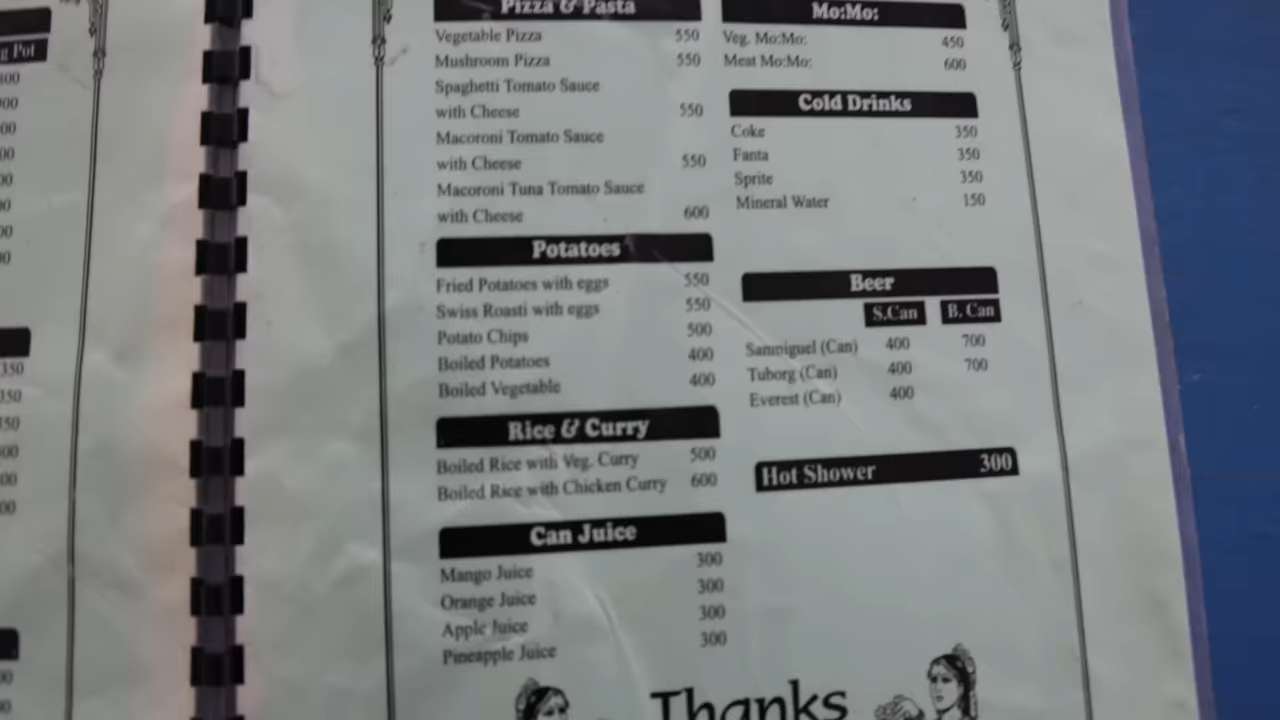 g Pot
350
350
Pizza & Pasta
Vegetable Pizza 550
Mushroom Pizza 550
Spaghetti Tomato Sauce
with Cheese 550
Macoroni Tomato Sauce
with Cheese 550
Macoroni Tuna Tomato Sauce
with Cheese 600
Potatoes
Fried Potatoes with eggs 550
Swiss Roasti with eggs 550
Potato Chips 500
Boiled Potatoes 400
Boiled Vegetable 400
Rice & Curry
Boiled Rice with Veg. Curry 500
Boiled Rice with Chicken Curry 600
Can Juice
Mango Juice 300
Orange Juice 300
Apple Juice 300
Pineapple Juice 300
Mo:Mo:
Veg. Mo:Mo: 450
Meat Mo:Mo: 600
Cold Drinks
Coke 350
Fanta 350
Sprite 350
Mineral Water 150
Beer
S.Can B. Can
Sanmiguel (Can) 400 700
Tuborg (Can) 400 700
Everest (Can) 400
Hot Shower 300
Thanks